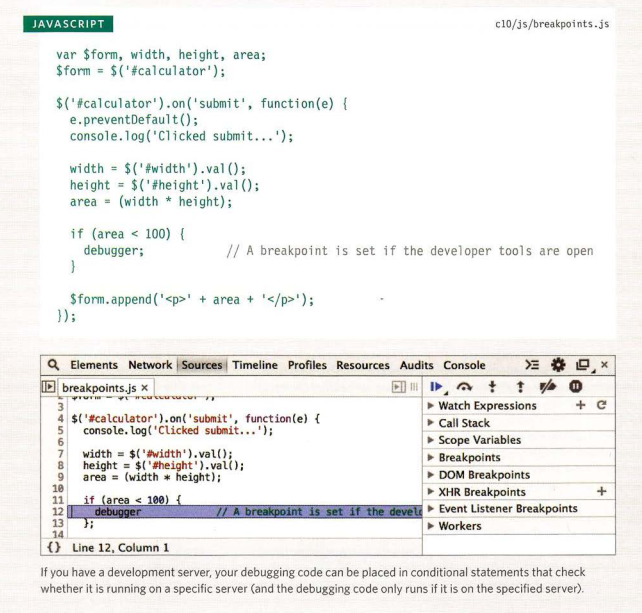 JAVASCRIPT c10/js/breakpoints.js
var $form, width, height, area;
$form = $('#calculator');
$('#calculator').on('submit', function(e) {
e.preventDefault();
console.log('Clicked submit...');
width = $('#width').val();
height = $('#height').val();
area = (width * height);
if (area < 100) {
debugger; // A breakpoint is set if the developer tools are open
}
$form.append('<p>' + area + '</p>');
});
Elements Network Sources Timeline Profiles Resources Audits Console
breakpoints.js ×
3
4 $('#calculator').on('submit', function(e) {
5 console.log('Clicked submit...');
6
7 width = $('#width').val();
8 height = $('#height').val();
9 area = (width * height);
10
11 if (area < 100) {
12 debugger // A breakpoint is set if the develo
13 };
14
{} Line 12, Column 1
Watch Expressions
Call Stack
Scope Variables
Breakpoints
DOM Breakpoints
XHR Breakpoints
Event Listener Breakpoints
Workers
If you have a development server, your debugging code can be placed in conditional statements that check
whether it is running on a specific server (and the debugging code only runs if it is on the specified server).